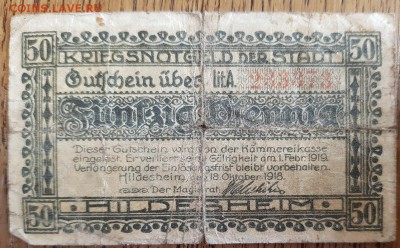 COINS.LAVE.RU
50 KRIEGSNOTGELD DER STADT 50
Gutschein über Lit.A.
Fünfzig Pfennig
Dieser Gutschein wird von der Kämmereikasse
eingelöst. Er verliert seine Gültigkeit am 1. Febr. 1919.
Verlängerung der Einlösungsfrist bleibt vorbehalten.
Hildesheim, den 18. Oktober 1918.
Der Magistrat
50 HILDESHEIM 50